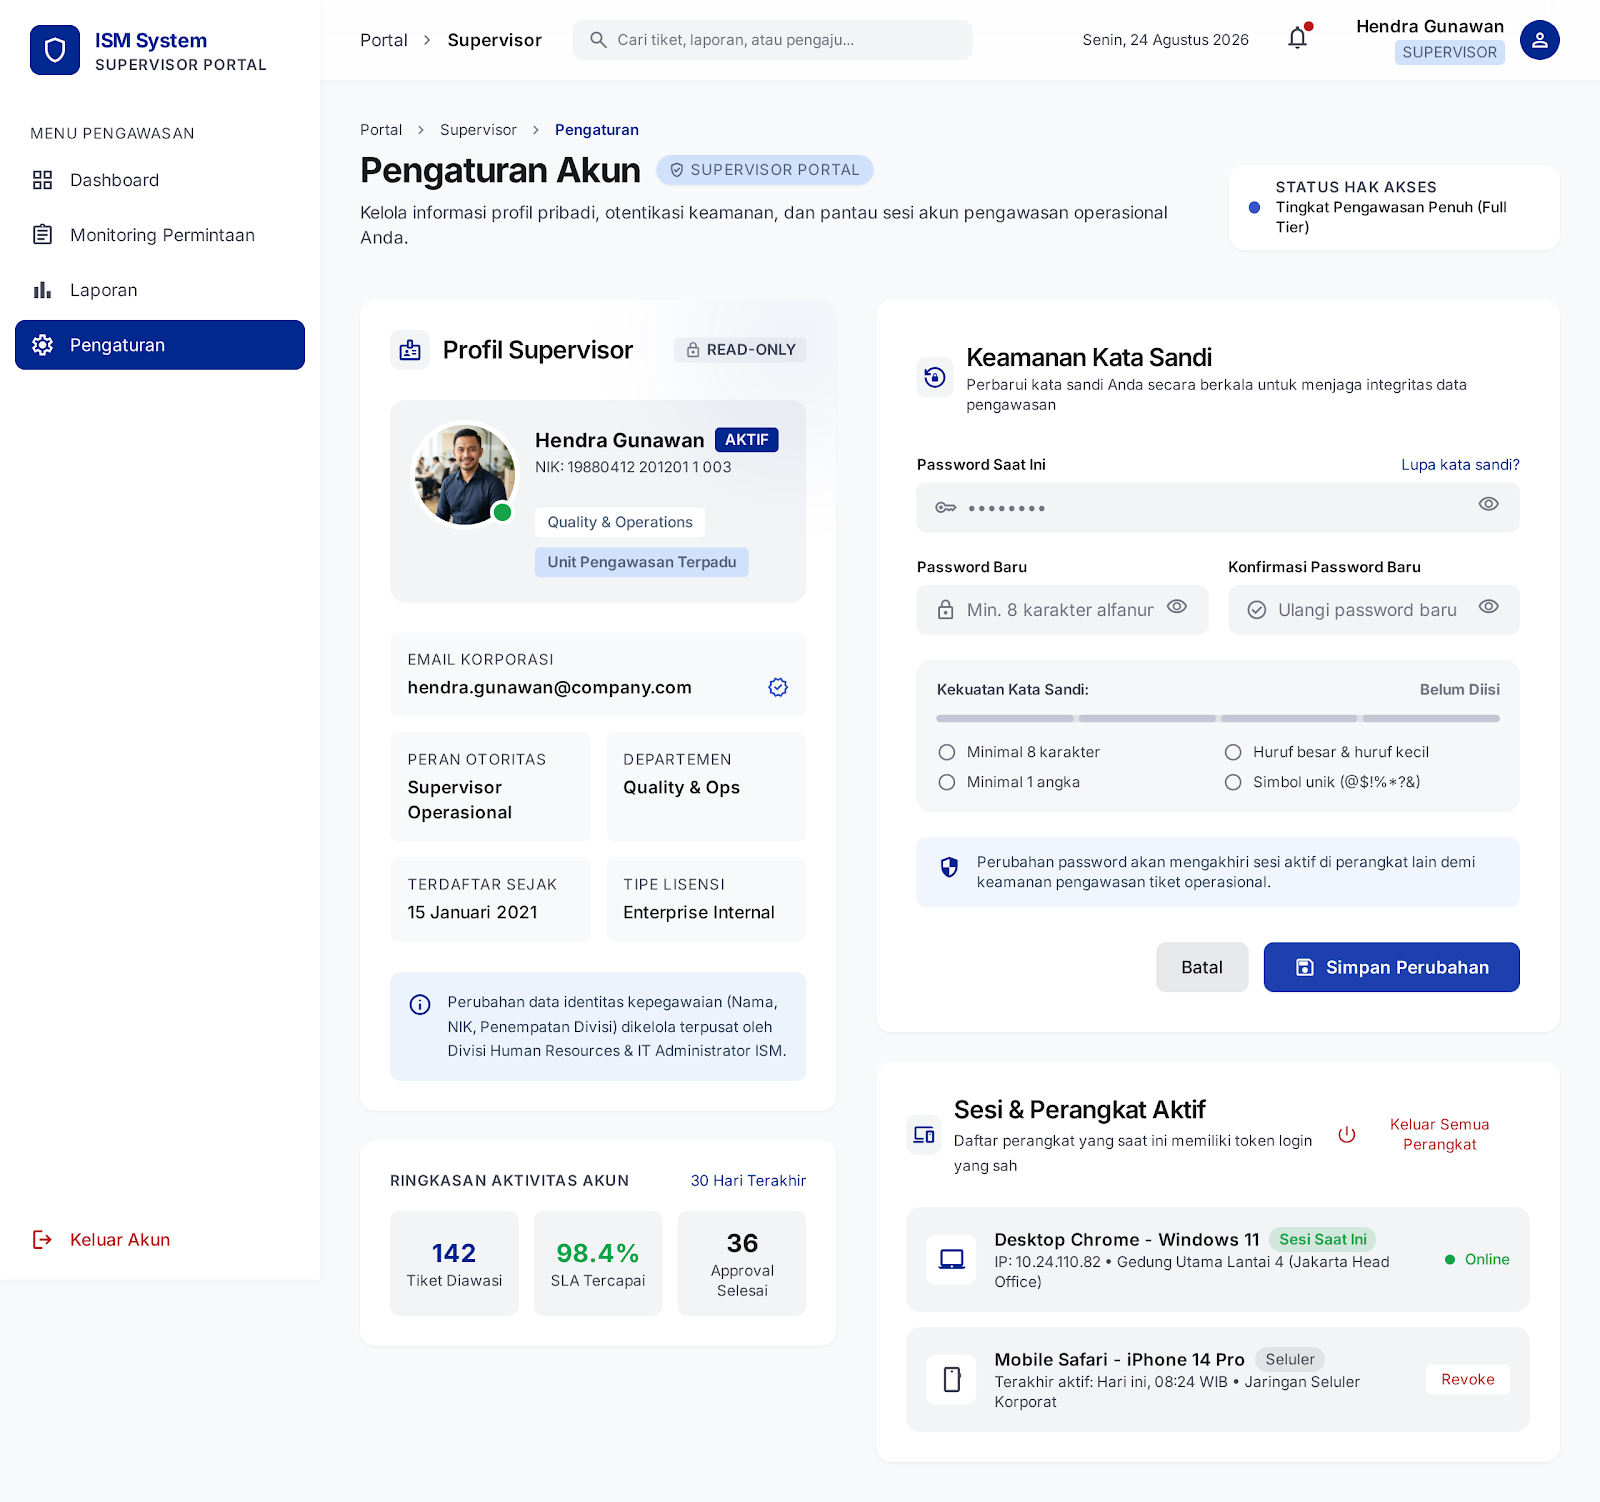 ISM System
SUPERVISOR PORTAL
MENU PENGAWASAN
Dashboard
Monitoring Permintaan
Laporan
Pengaturan
Keluar Akun
Portal
Supervisor
Cari tiket, laporan, atau pengaju...
Senin, 24 Agustus 2026
Hendra Gunawan
SUPERVISOR
Portal
Supervisor
Pengaturan
Pengaturan Akun
SUPERVISOR PORTAL
Kelola informasi profil pribadi, otentikasi keamanan, dan pantau sesi akun pengawasan operasional
Anda.
STATUS HAK AKSES
Tingkat Pengawasan Penuh (Full
Tier)
Profil Supervisor
READ-ONLY
Hendra Gunawan
AKTIF
NIK: 19880412 201201 1 003
Quality & Operations
Unit Pengawasan Terpadu
EMAIL KORPORASI
hendra.gunawan@company.com
PERAN OTORITAS
Supervisor
Operasional
DEPARTEMEN
Quality & Ops
TERDAFTAR SEJAK
15 Januari 2021
TIPE LISENSI
Enterprise Internal
Perubahan data identitas kepegawaian (Nama,
NIK, Penempatan Divisi) dikelola terpusat oleh
Divisi Human Resources & IT Administrator ISM.
RINGKASAN AKTIVITAS AKUN
30 Hari Terakhir
142
Tiket Diawasi
98.4%
SLA Tercapai
36
Approval
Selesai
Keamanan Kata Sandi
Perbarui kata sandi Anda secara berkala untuk menjaga integritas data
pengawasan
Password Saat Ini
Lupa kata sandi?
••••••••
Password Baru
Min. 8 karakter alfanur
Konfirmasi Password Baru
Ulangi password baru
Kekuatan Kata Sandi:
Belum Diisi
Minimal 8 karakter
Huruf besar & huruf kecil
Minimal 1 angka
Simbol unik (@$!%*?&)
Perubahan password akan mengakhiri sesi aktif di perangkat lain demi
keamanan pengawasan tiket operasional.
Batal
Simpan Perubahan
Sesi & Perangkat Aktif
Daftar perangkat yang saat ini memiliki token login
yang sah
Keluar Semua
Perangkat
Desktop Chrome - Windows 11
Sesi Saat Ini
IP: 10.24.110.82 • Gedung Utama Lantai 4 (Jakarta Head
Office)
Online
Mobile Safari - iPhone 14 Pro
Seluler
Terakhir aktif: Hari ini, 08:24 WIB • Jaringan Seluler
Korporat
Revoke